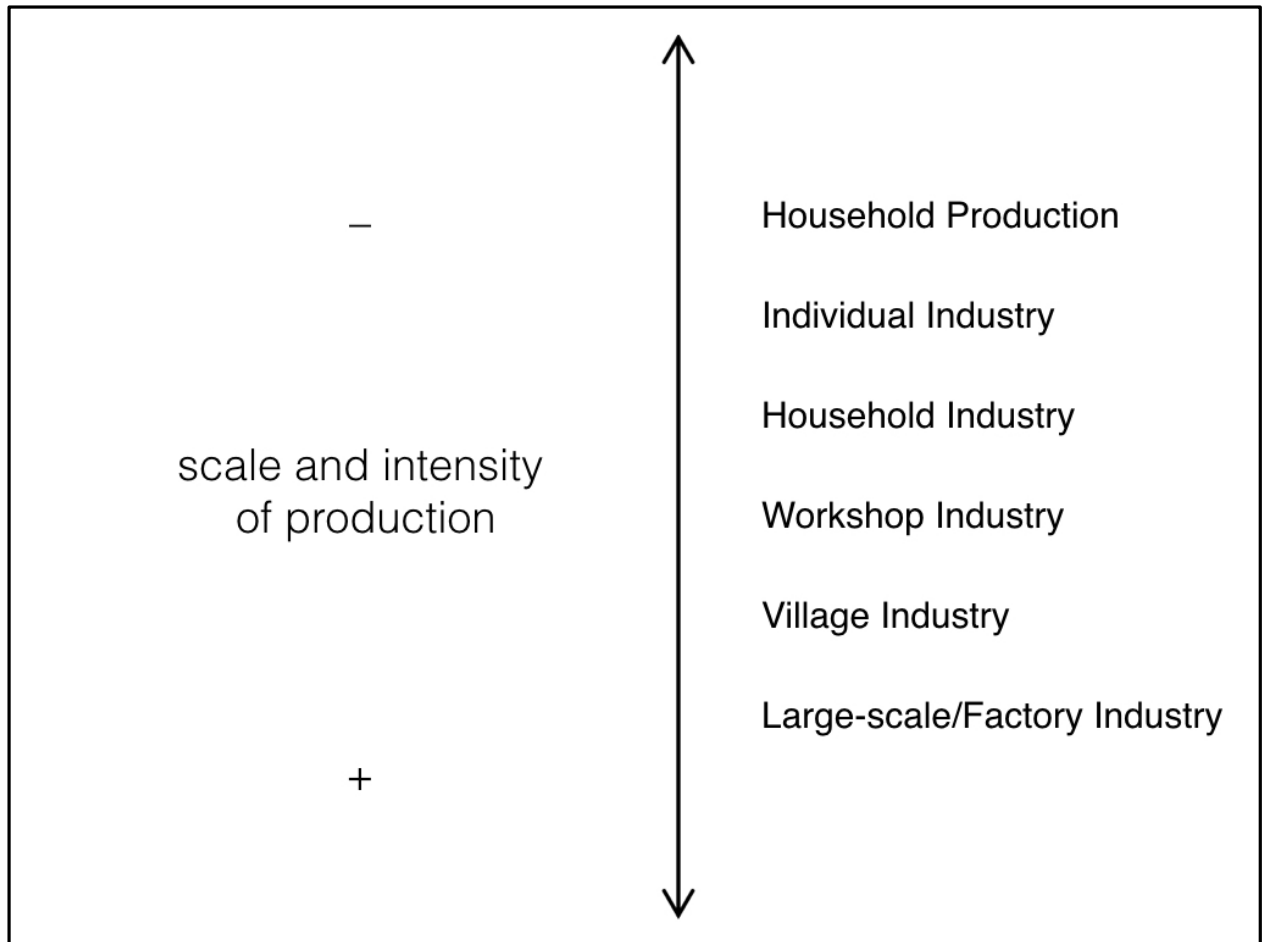 –
Household Production
Individual Industry
Household Industry
scale and intensity
of production
Workshop Industry
Village Industry
Large-scale/Factory Industry
+